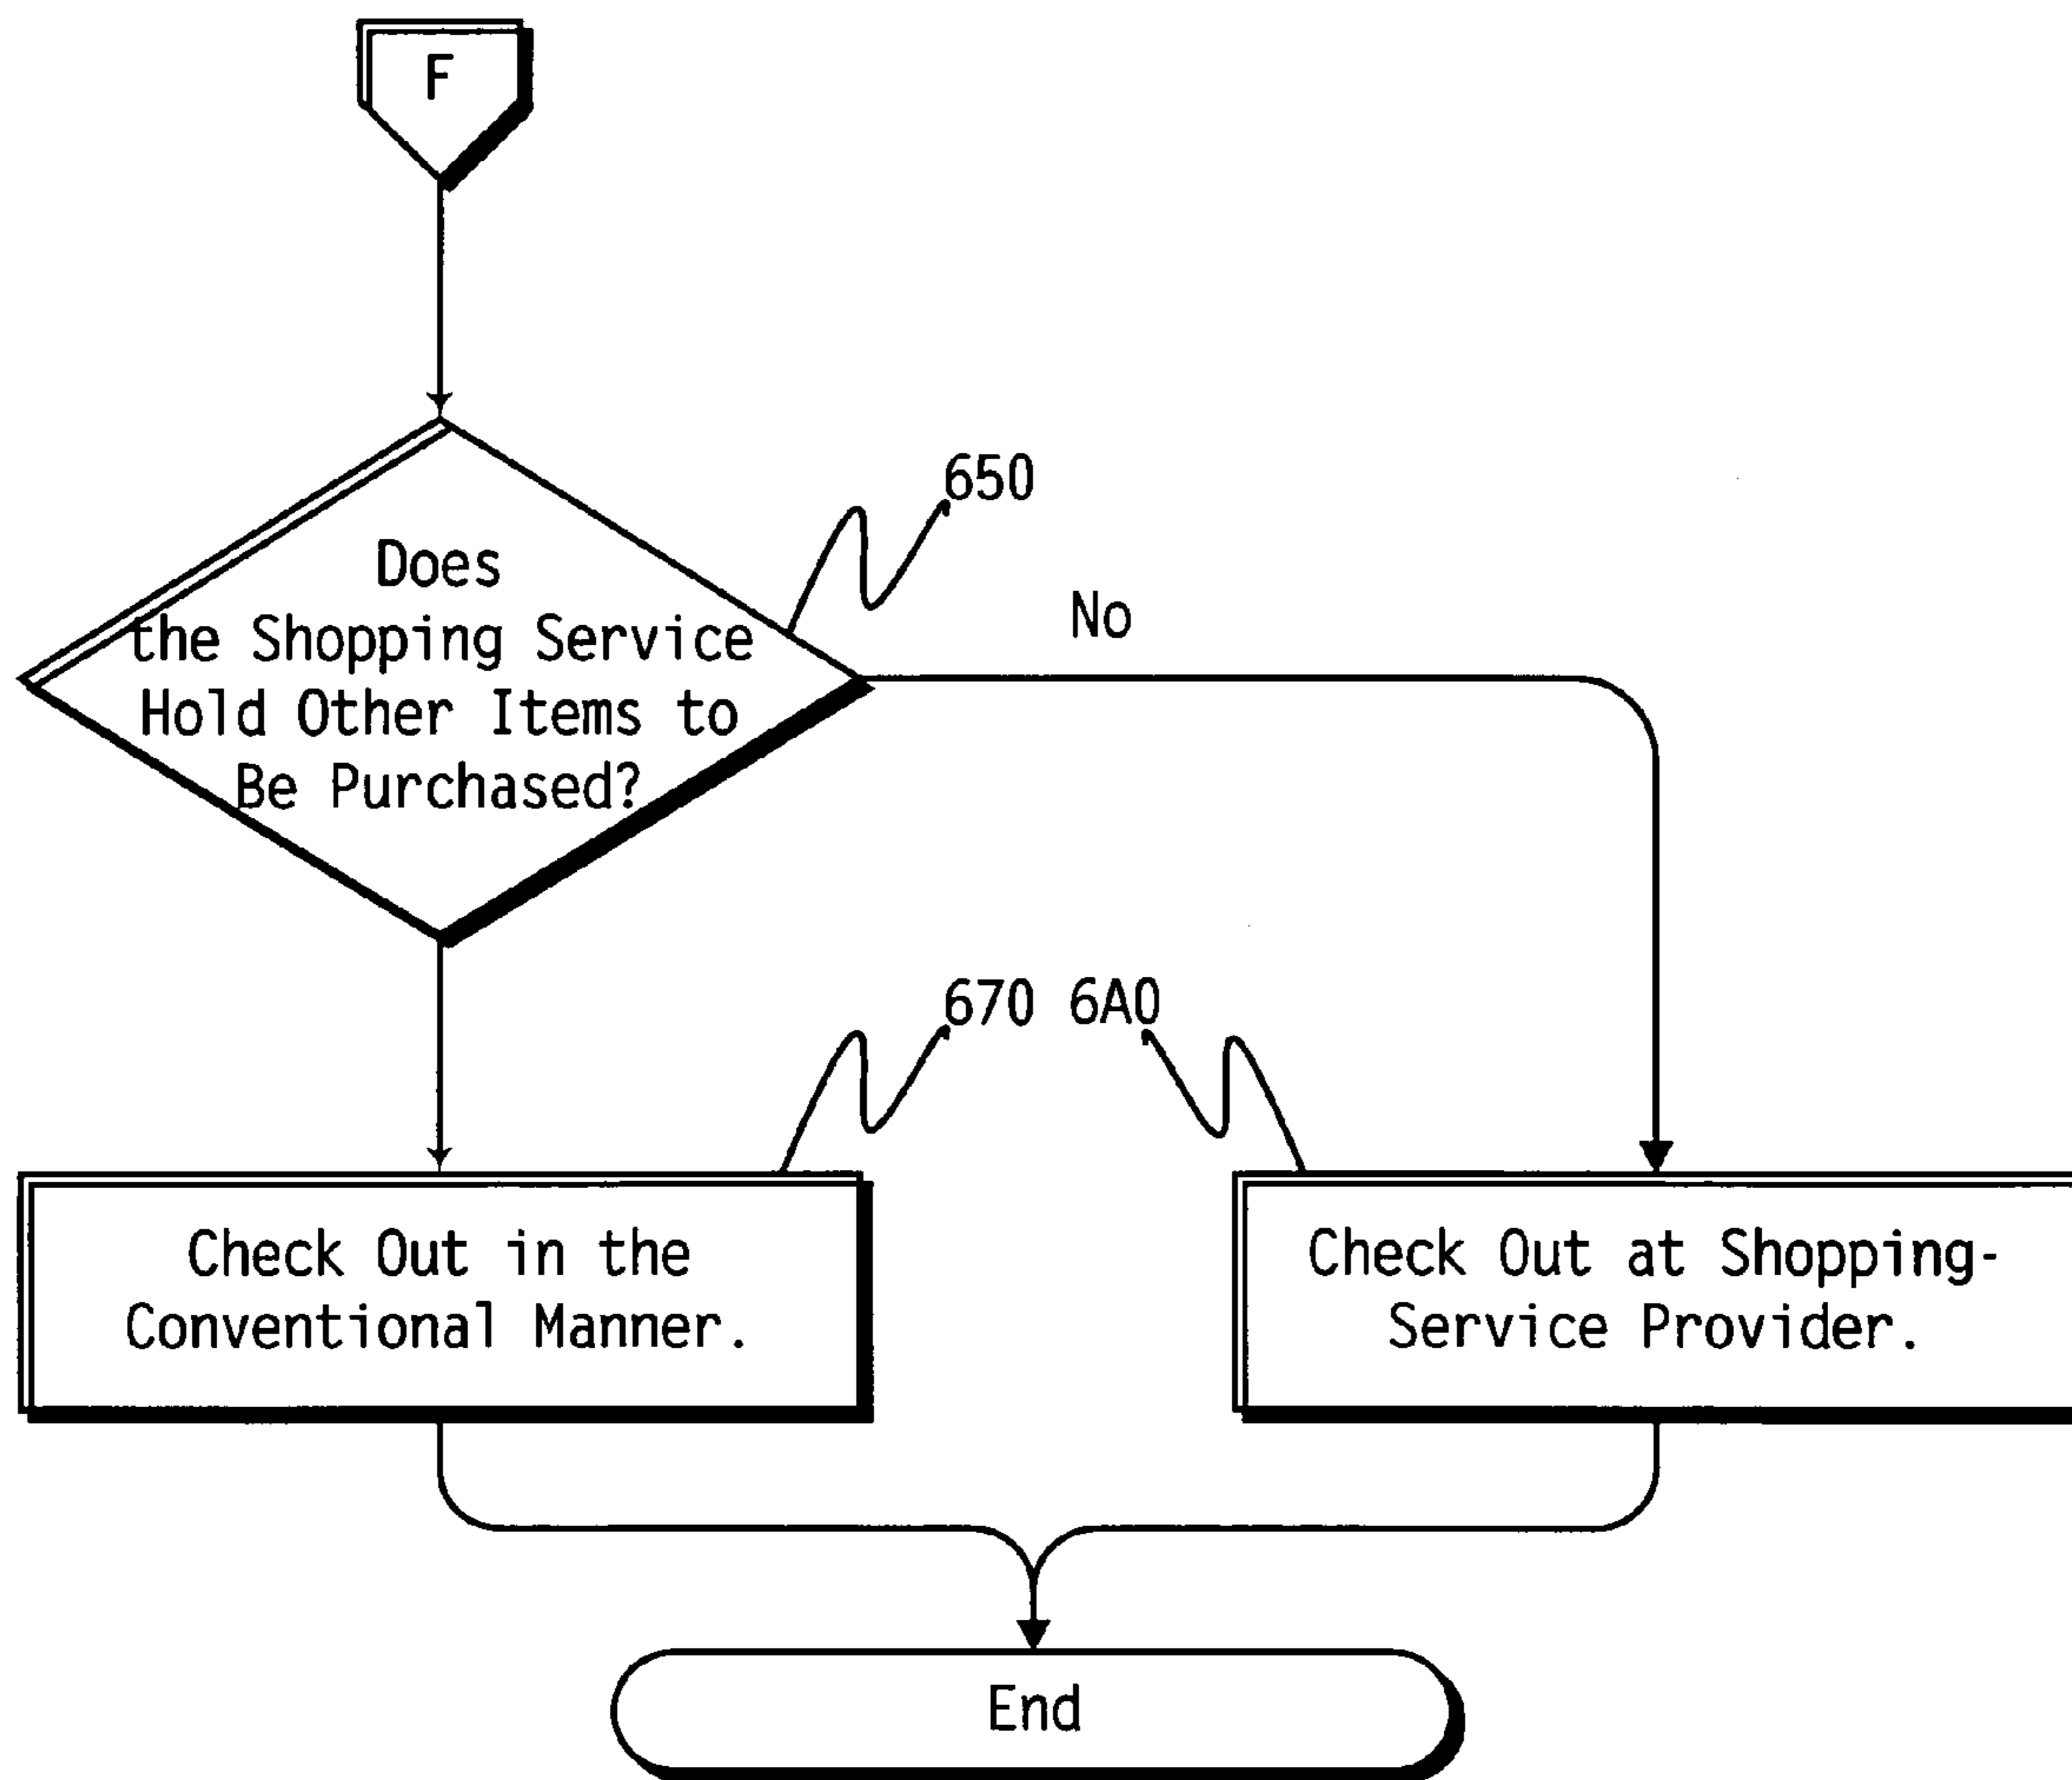 F
650
Does
the Shopping Service
Hold Other Items to
Be Purchased?
No
670 6A0
Check Out in the
Conventional Manner.
Check Out at Shopping-
Service Provider.
End